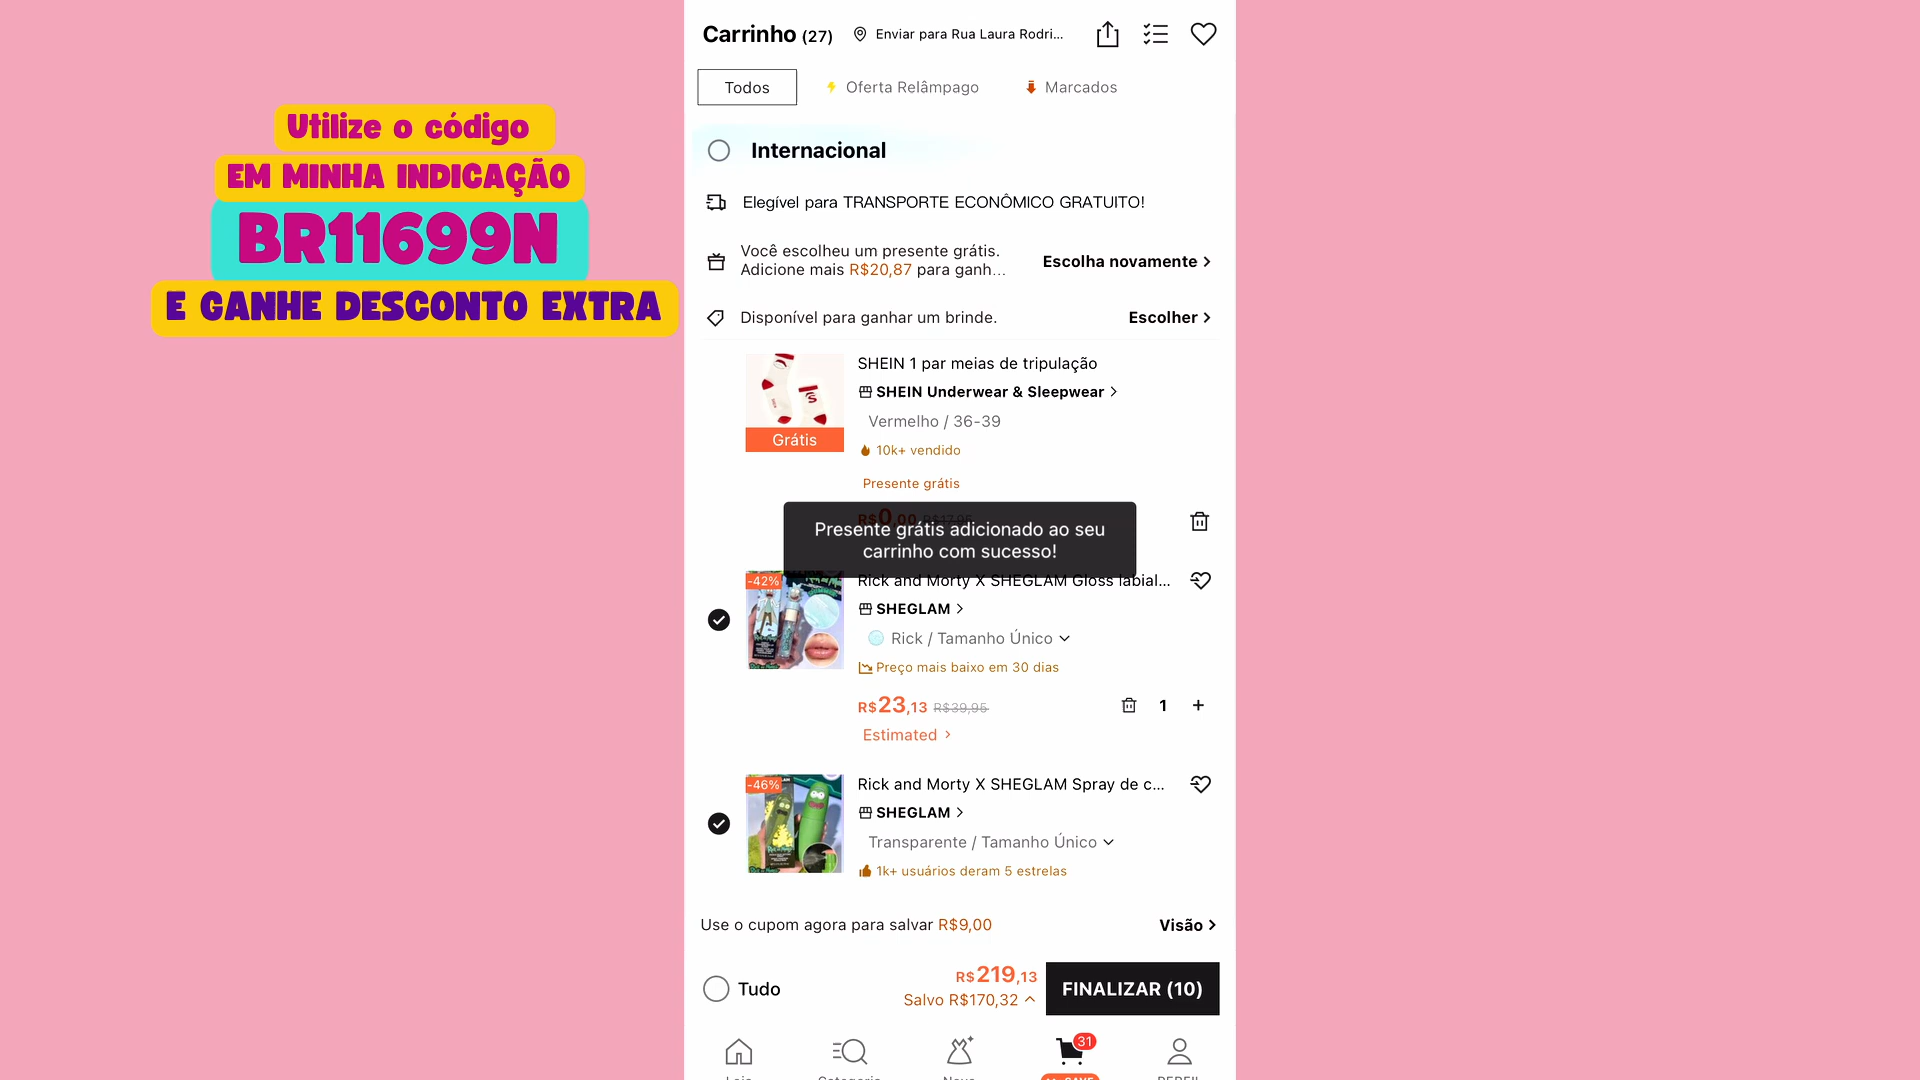 Utilize o código
EM MINHA INDICAÇÃO
BR11699N
E GANHE DESCONTO EXTRA
Carrinho (27)
Enviar para Rua Laura Rodri...
Todos
Oferta Relâmpago
Marcados
Internacional
Elegível para TRANSPORTE ECONÔMICO GRATUITO!
Você escolheu um presente grátis.
Adicione mais R$20,87 para ganh...
Escolha novamente >
Disponível para ganhar um brinde.
Escolher >
SHEIN 1 par meias de tripulação
SHEIN Underwear & Sleepwear >
Vermelho / 36-39
Grátis
10k+ vendido
Presente grátis
R$0,00 R$17,95
Presente grátis adicionado ao seu
carrinho com sucesso!
-42%
Rick and Morty X SHEGLAM Gloss labial...
SHEGLAM >
Rick / Tamanho Único
Preço mais baixo em 30 dias
R$23,13 R$39,95
1 +
Estimated >
-46%
Rick and Morty X SHEGLAM Spray de c...
SHEGLAM >
Transparente / Tamanho Único
1k+ usuários deram 5 estrelas
Use o cupom agora para salvar R$9,00
Visão >
Tudo
R$219,13
Salvo R$170,32
FINALIZAR (10)
31